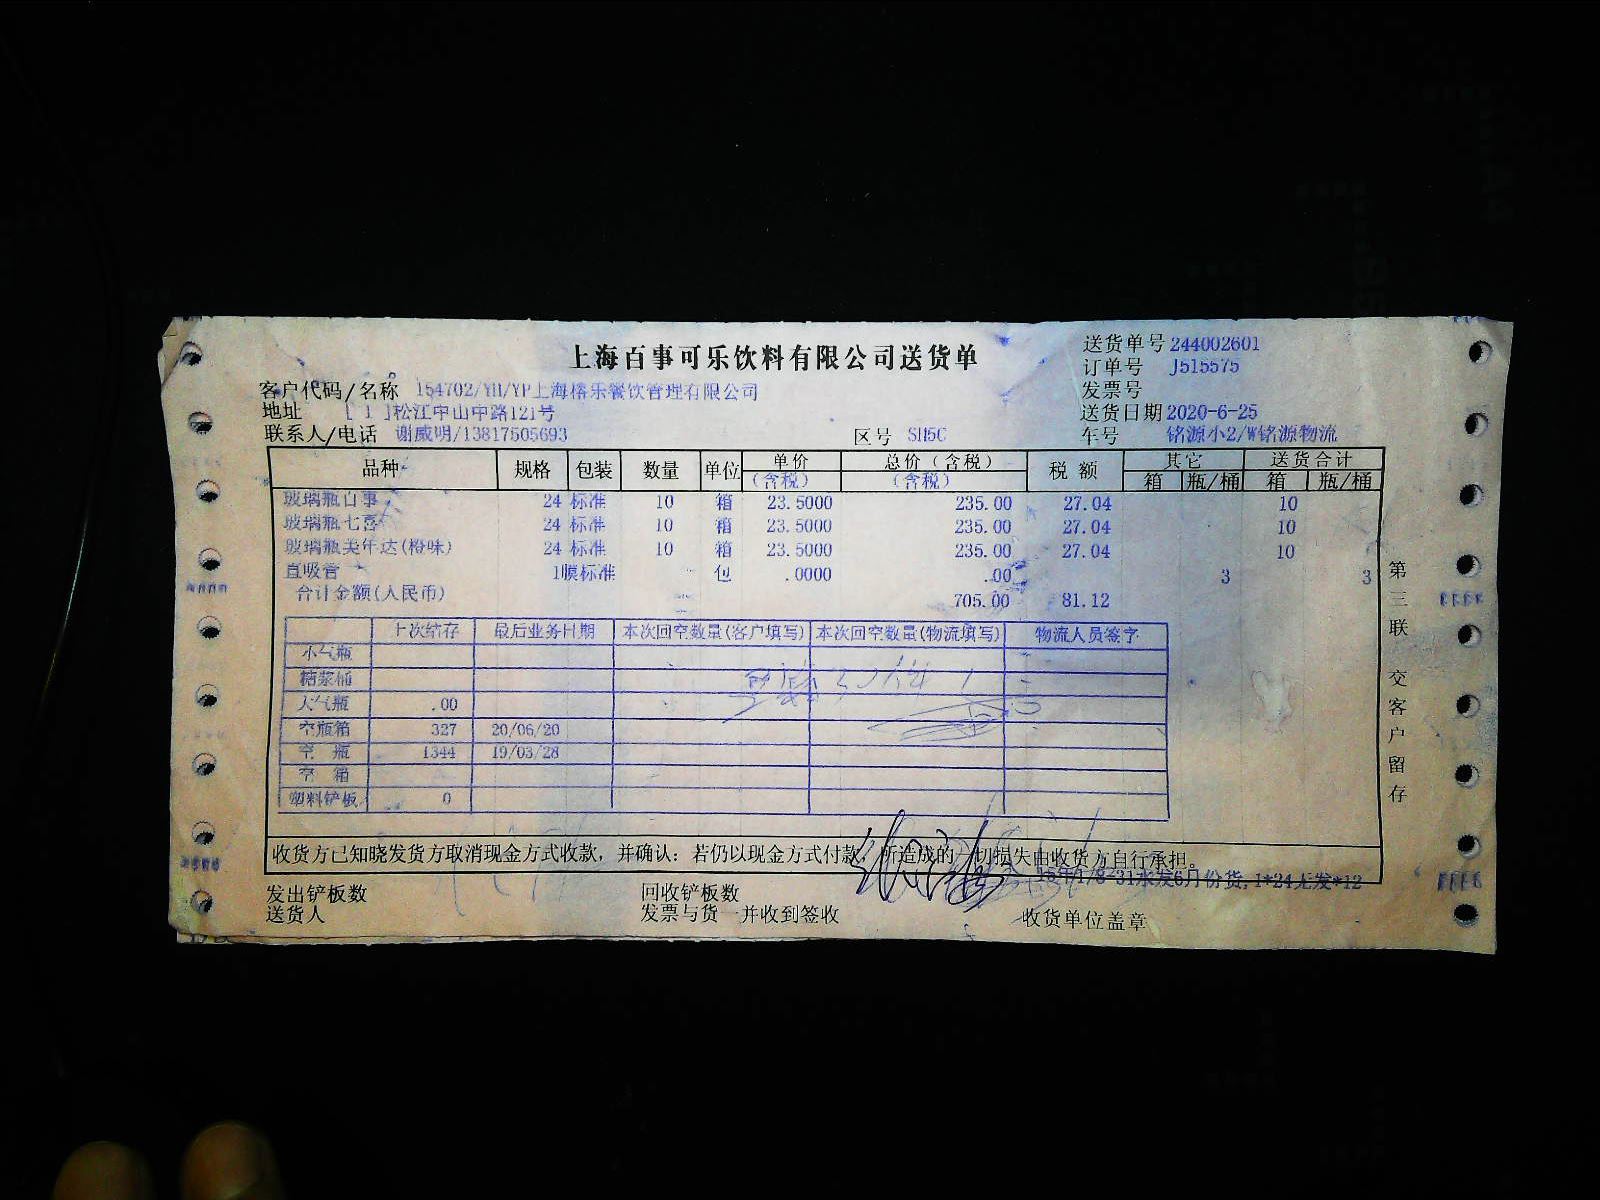 上海百事可乐饮料有限公司送货单
送货单号 244002601
订单号 J515575
发票号
送货日期 2020-6-25
车号 铭源小2/W铭源物流
客户代码/名称 154702/YH/YP上海榕乐餐饮管理有限公司
地址 [ 1 ]松江中山中路121号
联系人/电话 谢威明/13817505693 区号 SH5C
品种 规格 包装 数量 单位 单价 (含税) 总价(含税) (含税) 税额 其它 箱 瓶/桶 送货合计 箱 瓶/桶
玻璃瓶百事 24 标准 10 箱 23.5000 235.00 27.04 10
玻璃瓶七喜 24 标准 10 箱 23.5000 235.00 27.04 10
玻璃瓶美年达(橙味) 24 标准 10 箱 23.5000 235.00 27.04 10
直吸管 1 膜标准 包 .0000 .00 3 3
合计金额(人民币) 705.00 81.12
上次结存 最后业务日期 本次回空数量(客户填写) 本次回空数量(物流填写) 物流人员签字
小气瓶
糖浆桶
大气瓶 .00
空瓶箱 327 20/06/20
空 瓶 1344 19/03/28
空 箱
塑料铲板 0
第三联 交客户留存
收货方已知晓发货方取消现金方式收款，并确认：若仍以现金方式付款，所造成的一切损失由收货方自行承担。
发出铲板数 回收铲板数
送货人 发票与货一并收到签收 收货单位盖章